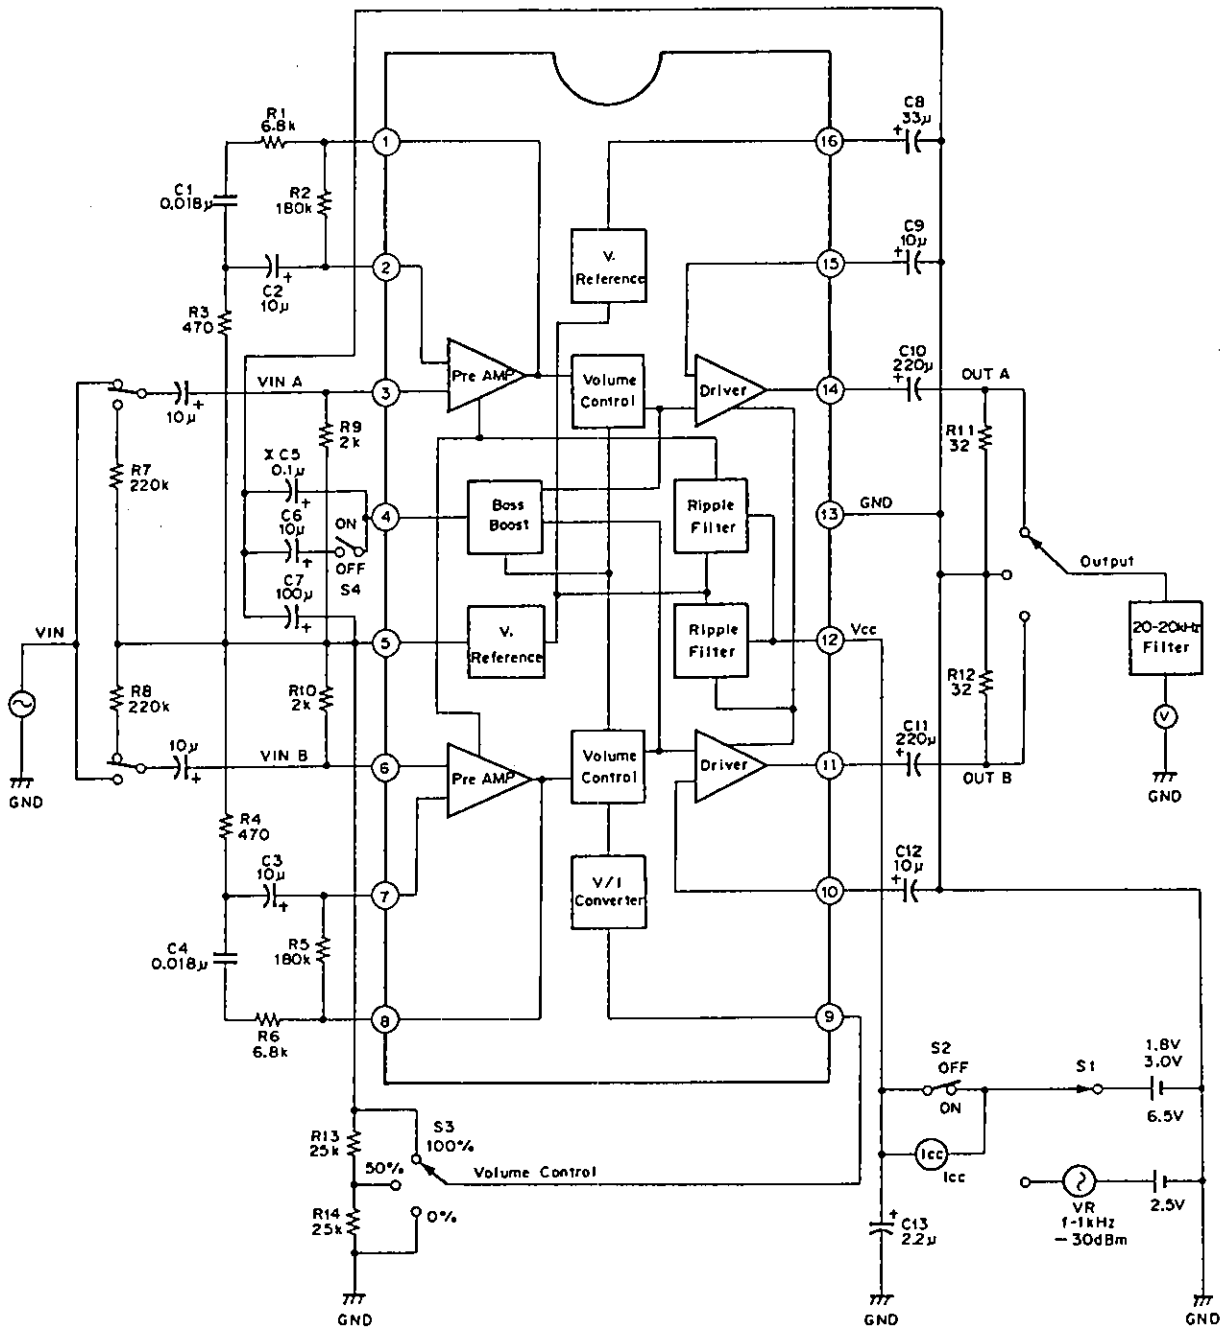 R1
6.8k
1
C1
0.018µ
R2
180k
2
C2
10µ
R3
470
VIN A
10µ
3
R9
2k
R7
220k
※ C5
0.1µ
C6
10µ
ON
OFF
S4
C7
100µ
4
VIN
5
R8
220k
R10
2k
10µ
VIN B
6
GND
R4
470
C3
10µ
7
C4
0.018µ
R5
180k
8
R6
6.8k
Pre AMP
V.
Reference
Volume
Control
Driver
Bass
Boost
Ripple
Filter
V.
Reference
Ripple
Filter
Pre AMP
Volume
Control
Driver
V/I
Converter
16
C8
33µ
15
C9
10µ
14
C10
220µ
OUT A
R11
32
13
GND
Output
12
Vcc
20-20kHz
Filter
R12
32
V
GND
11
C11
220µ
OUT B
10
C12
10µ
9
R13
25k
S3
100%
50%
Volume Control
R14
25k
0%
GND
S2
OFF
ON
S1
1.8V
3.0V
6.5V
Icc
Icc
VR
f-1kHz
-30dBm
2.5V
C13
2.2µ
GND
GND